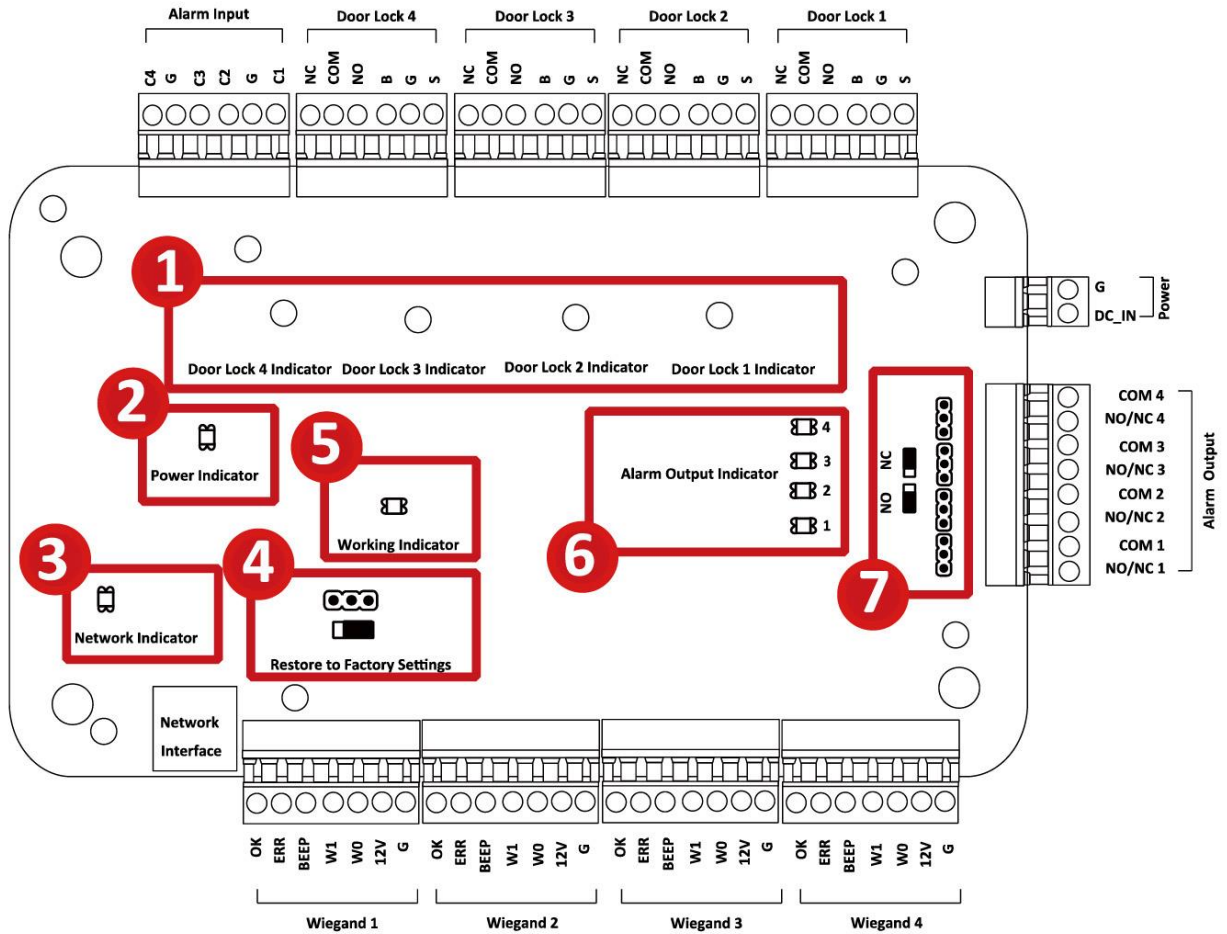 Alarm Input
Door Lock 4
Door Lock 3
Door Lock 2
Door Lock 1
C4 G C3 C2 G C1
NC COM NO B G S
NC COM NO B G S
NC COM NO B G S
NC COM NO B G S
1
Door Lock 4 Indicator
Door Lock 3 Indicator
Door Lock 2 Indicator
Door Lock 1 Indicator
G
DC_IN
Power
2
Power Indicator
5
Working Indicator
6
Alarm Output Indicator
4
3
2
1
7
NC
NO
COM 4
NO/NC 4
COM 3
NO/NC 3
COM 2
NO/NC 2
COM 1
NO/NC 1
Alarm Output
3
Network Indicator
4
Restore to Factory Settings
Network
Interface
OK ERR BEEP W1 W0 12V G
OK ERR BEEP W1 W0 12V G
OK ERR BEEP W1 W0 12V G
OK ERR BEEP W1 W0 12V G
Wiegand 1
Wiegand 2
Wiegand 3
Wiegand 4